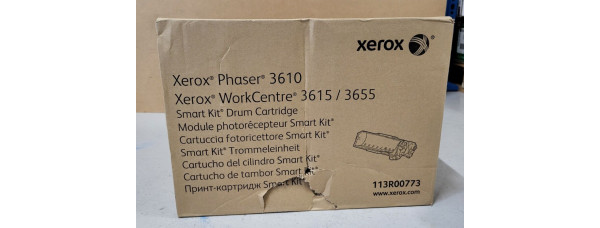 xerox
Xerox® Phaser® 3610
Xerox® WorkCentre® 3615 / 3655
Smart Kit® Drum Cartridge
Module photorécepteur Smart Kit®
Cartuccia fotoricettore Smart Kit®
Smart Kit® Trommeleinheit
Cartucho del cilindro Smart Kit®
Cartucho de tambor Smart Kit®
Принт-картридж Smart Kit®
113R00773
www.xerox.com